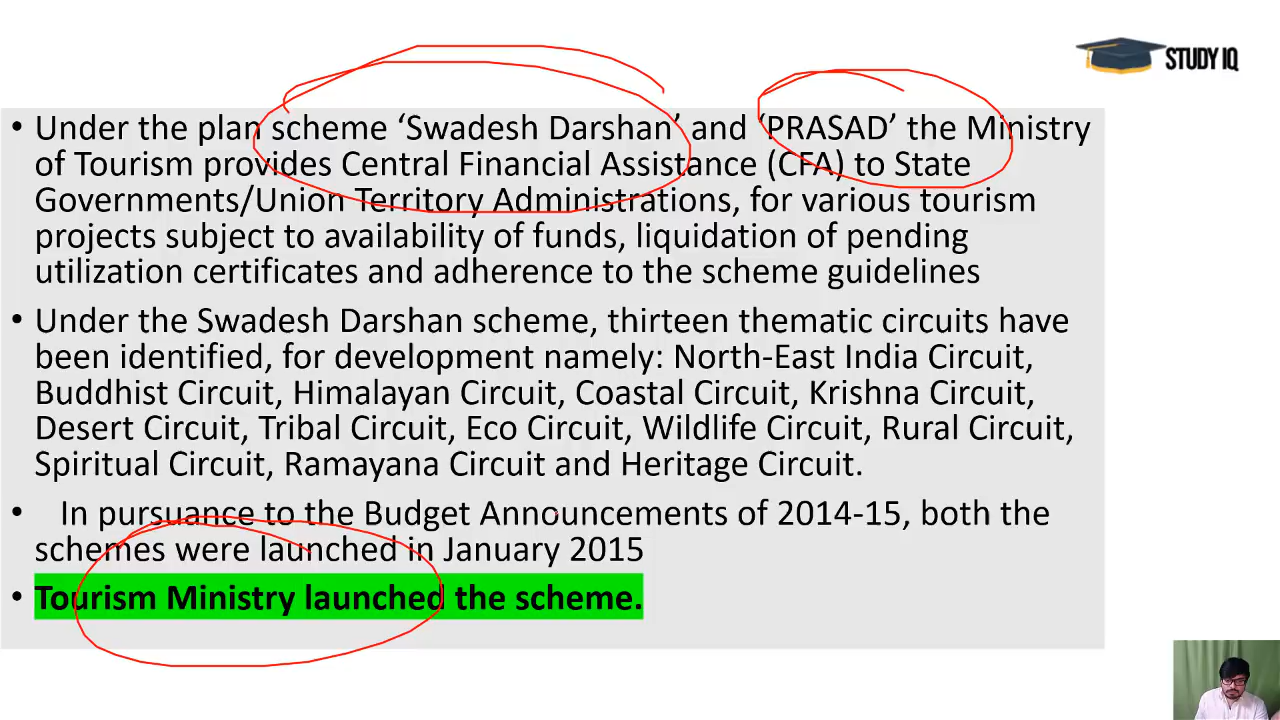 STUDY IQ
• Under the plan scheme ‘Swadesh Darshan’ and ‘PRASAD’ the Ministry
of Tourism provides Central Financial Assistance (CFA) to State
Governments/Union Territory Administrations, for various tourism
projects subject to availability of funds, liquidation of pending
utilization certificates and adherence to the scheme guidelines
• Under the Swadesh Darshan scheme, thirteen thematic circuits have
been identified, for development namely: North-East India Circuit,
Buddhist Circuit, Himalayan Circuit, Coastal Circuit, Krishna Circuit,
Desert Circuit, Tribal Circuit, Eco Circuit, Wildlife Circuit, Rural Circuit,
Spiritual Circuit, Ramayana Circuit and Heritage Circuit.
• In pursuance to the Budget Announcements of 2014-15, both the
schemes were launched in January 2015
• Tourism Ministry launched the scheme.